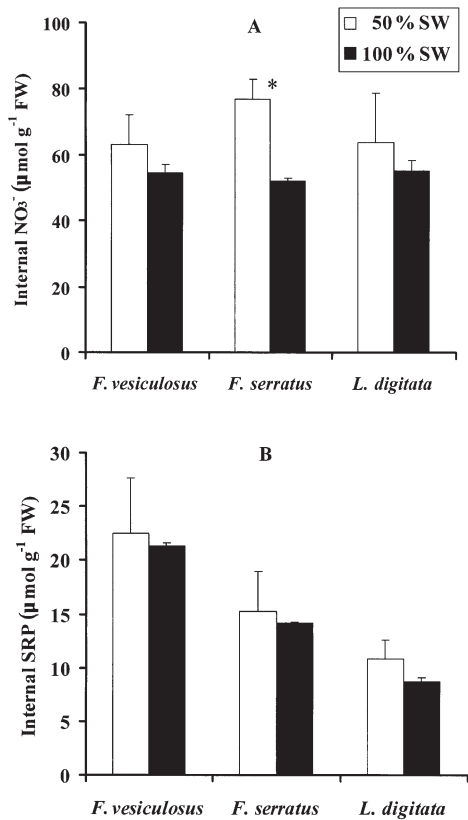 A
50% SW
100% SW
100
80
60
40
20
0
*
Internal NO₃⁻ (µmol g⁻¹ FW)
F. vesiculosus F. serratus L. digitata
B
30
25
20
15
10
5
0
Internal SRP (µmol g⁻¹ FW)
F. vesiculosus F. serratus L. digitata